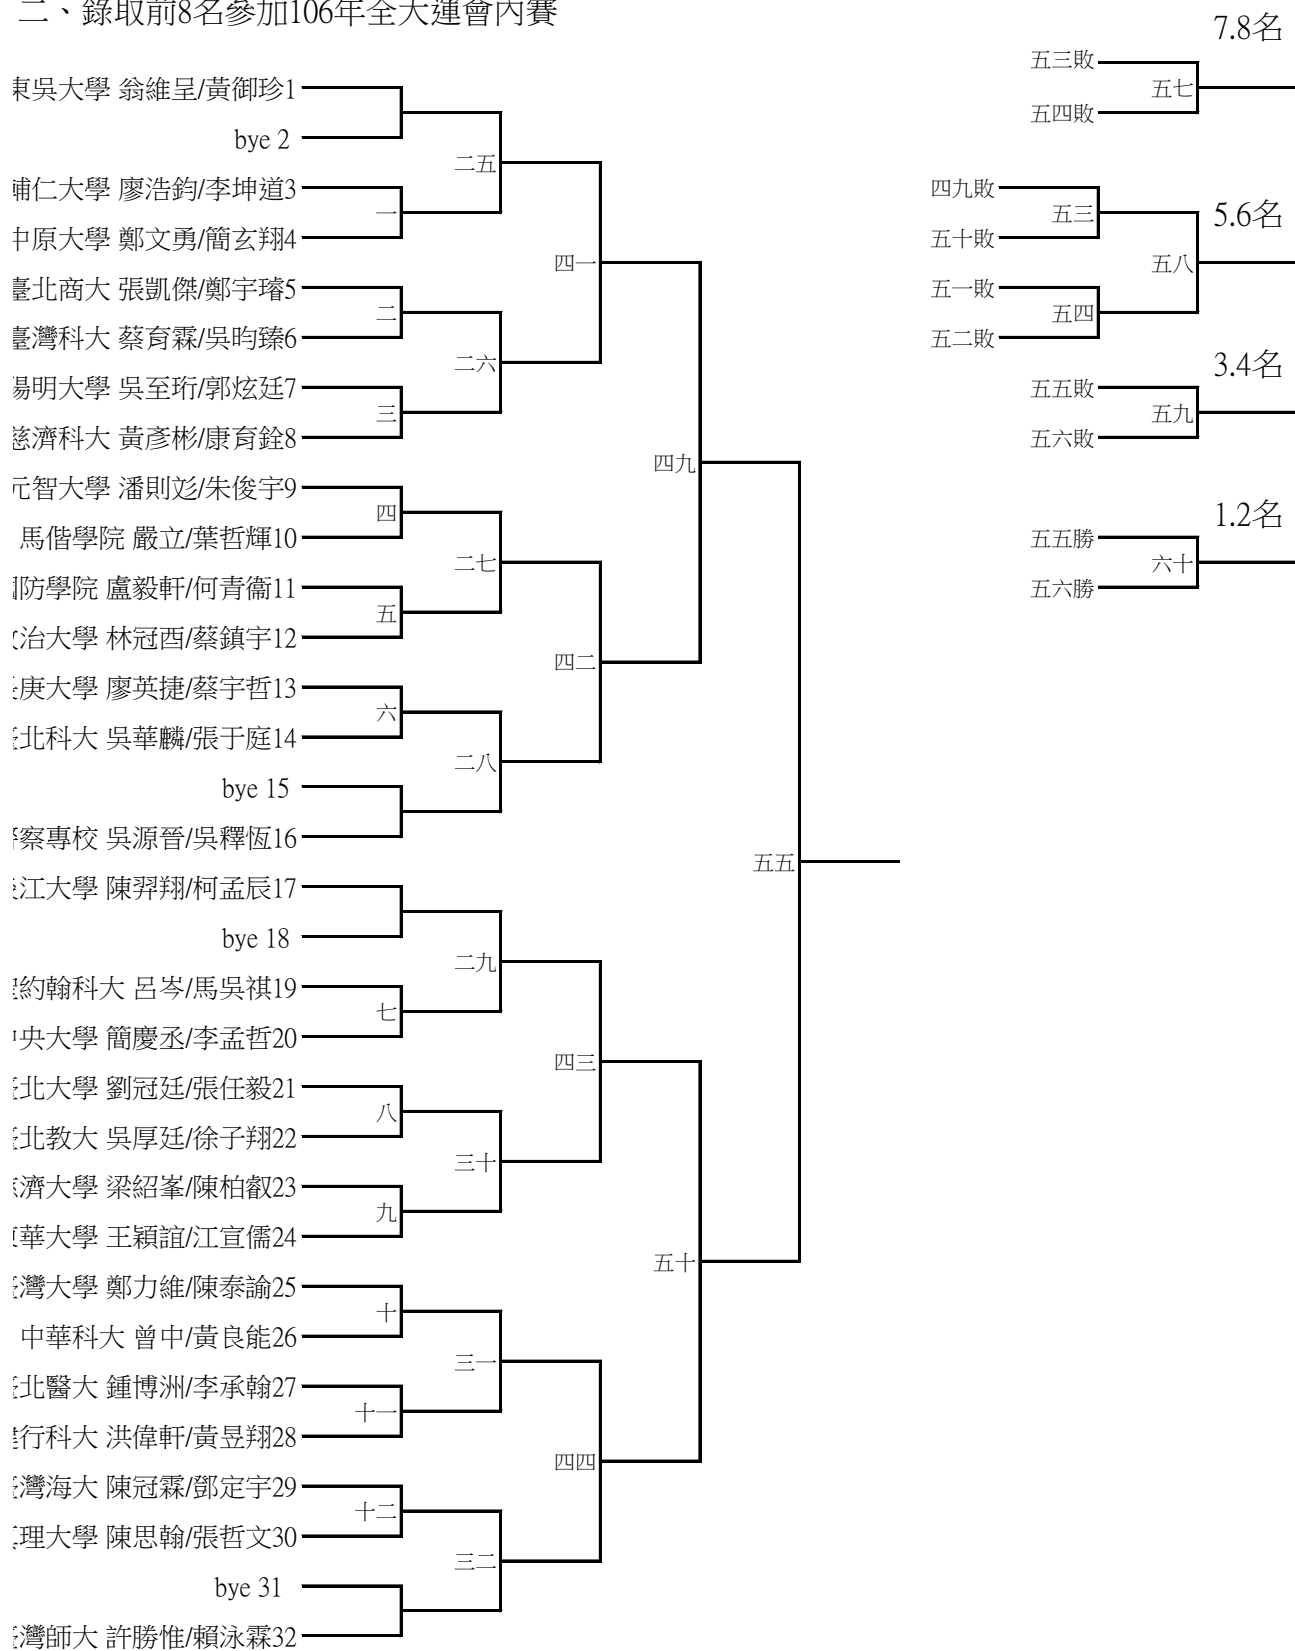 二、錄取前8名參加106年全大運會內賽
東吳大學 翁維呈/黃御珍1
bye 2
輔仁大學 廖浩鈞/李坤道3
中原大學 鄭文勇/簡玄翔4
臺北商大 張凱傑/鄭宇璿5
臺灣科大 蔡育霖/吳昀臻6
陽明大學 吳至珩/郭炫廷7
慈濟科大 黃彥彬/康育銓8
元智大學 潘則彣/朱俊宇9
馬偕學院 嚴立/葉哲輝10
防學院 盧毅軒/何青衞11
治大學 林冠酉/蔡鎮宇12
庚大學 廖英捷/蔡宇哲13
北科大 吳華麟/張于庭14
bye 15
察專校 吳源晉/吳釋恆16
江大學 陳羿翔/柯孟辰17
bye 18
約翰科大 呂岑/馬吳祺19
央大學 簡慶丞/李孟哲20
北大學 劉冠廷/張任毅21
北教大 吳厚廷/徐子翔22
濟大學 梁紹峯/陳柏叡23
華大學 王穎誼/江宣儒24
灣大學 鄭力維/陳泰諭25
中華科大 曾中/黃良能26
北醫大 鍾博洲/李承翰27
行科大 洪偉軒/黃昱翔28
灣海大 陳冠霖/鄧定宇29
理大學 陳思翰/張哲文30
bye 31
灣師大 許勝惟/賴泳霖32
一
二
三
四
五
六
七
八
九
十
十一
十二
二五
二六
二七
二八
二九
三十
三一
三二
四一
四二
四三
四四
四九
五十
五五
7.8名
五三敗
五七
五四敗
5.6名
四九敗
五三
五十敗
五八
五一敗
五四
五二敗
3.4名
五五敗
五九
五六敗
1.2名
五五勝
六十
五六勝